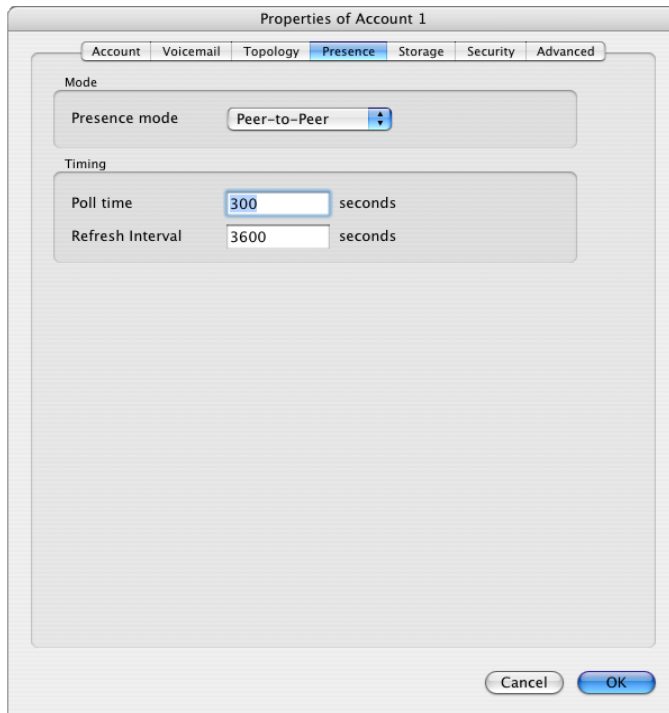 Properties of Account 1
Account Voicemail Topology Presence Storage Security Advanced
Mode
Presence mode Peer-to-Peer
Timing
Poll time 300 seconds
Refresh Interval 3600 seconds
Cancel OK